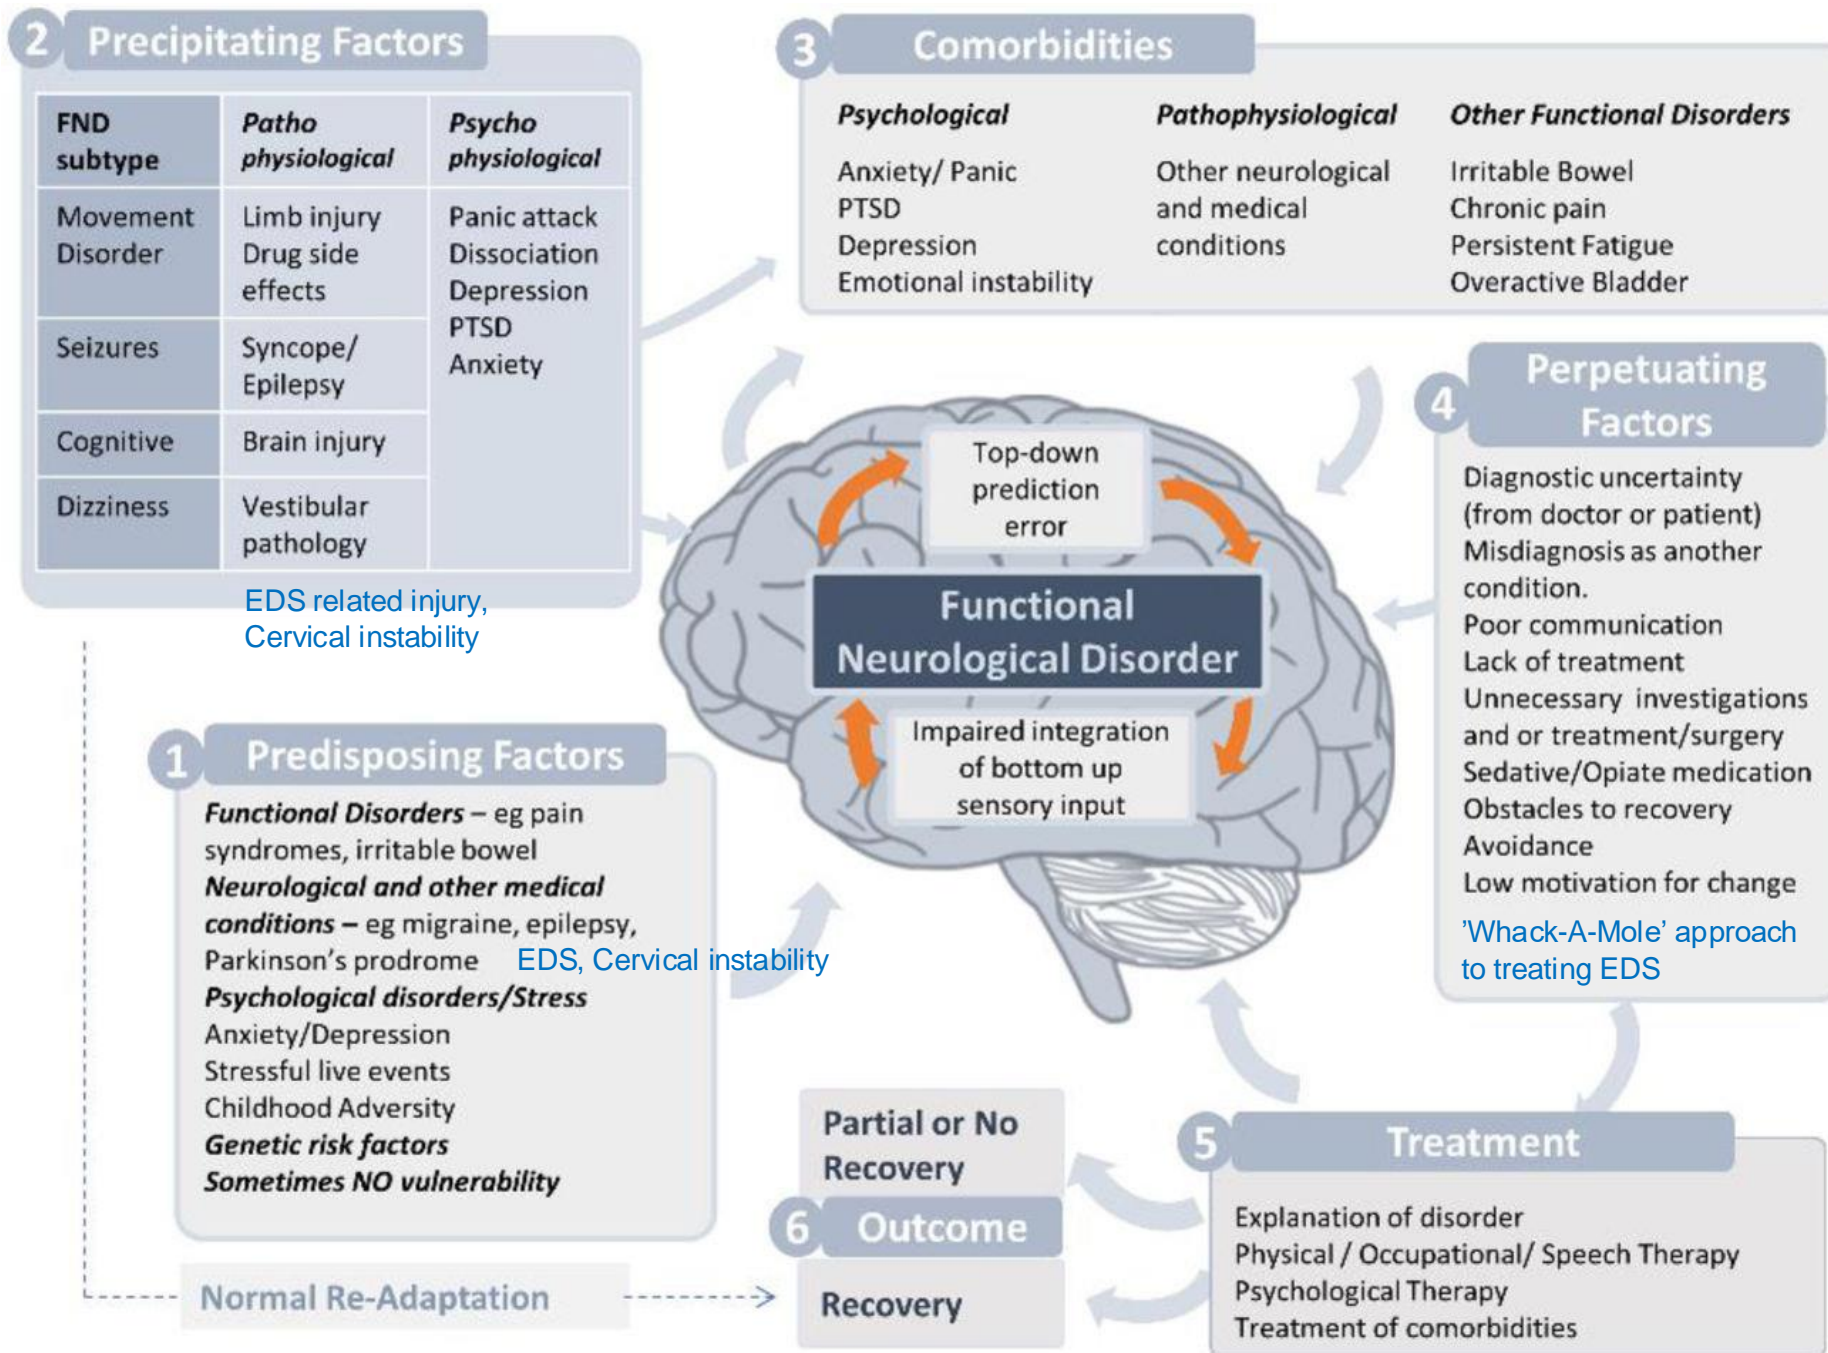 2 Precipitating Factors
FND subtype
Patho physiological
Psycho physiological
Movement Disorder
Limb injury
Drug side effects
Panic attack
Dissociation
Depression
PTSD
Anxiety
Seizures
Syncope/ Epilepsy
Cognitive
Brain injury
Dizziness
Vestibular pathology
EDS related injury,
Cervical instability
3 Comorbidities
Psychological
Anxiety/ Panic
PTSD
Depression
Emotional instability
Pathophysiological
Other neurological
and medical
conditions
Other Functional Disorders
Irritable Bowel
Chronic pain
Persistent Fatigue
Overactive Bladder
4 Perpetuating
Factors
Diagnostic uncertainty
(from doctor or patient)
Misdiagnosis as another
condition.
Poor communication
Lack of treatment
Unnecessary investigations
and or treatment/surgery
Sedative/Opiate medication
Obstacles to recovery
Avoidance
Low motivation for change
’Whack-A-Mole’ approach
to treating EDS
Top-down
prediction
error
Functional
Neurological Disorder
Impaired integration
of bottom up
sensory input
1 Predisposing Factors
Functional Disorders – eg pain
syndromes, irritable bowel
Neurological and other medical
conditions – eg migraine, epilepsy,
Parkinson’s prodrome EDS, Cervical instability
Psychological disorders/Stress
Anxiety/Depression
Stressful live events
Childhood Adversity
Genetic risk factors
Sometimes NO vulnerability
5 Treatment
Explanation of disorder
Physical / Occupational/ Speech Therapy
Psychological Therapy
Treatment of comorbidities
Partial or No
Recovery
6 Outcome
Recovery
Normal Re-Adaptation